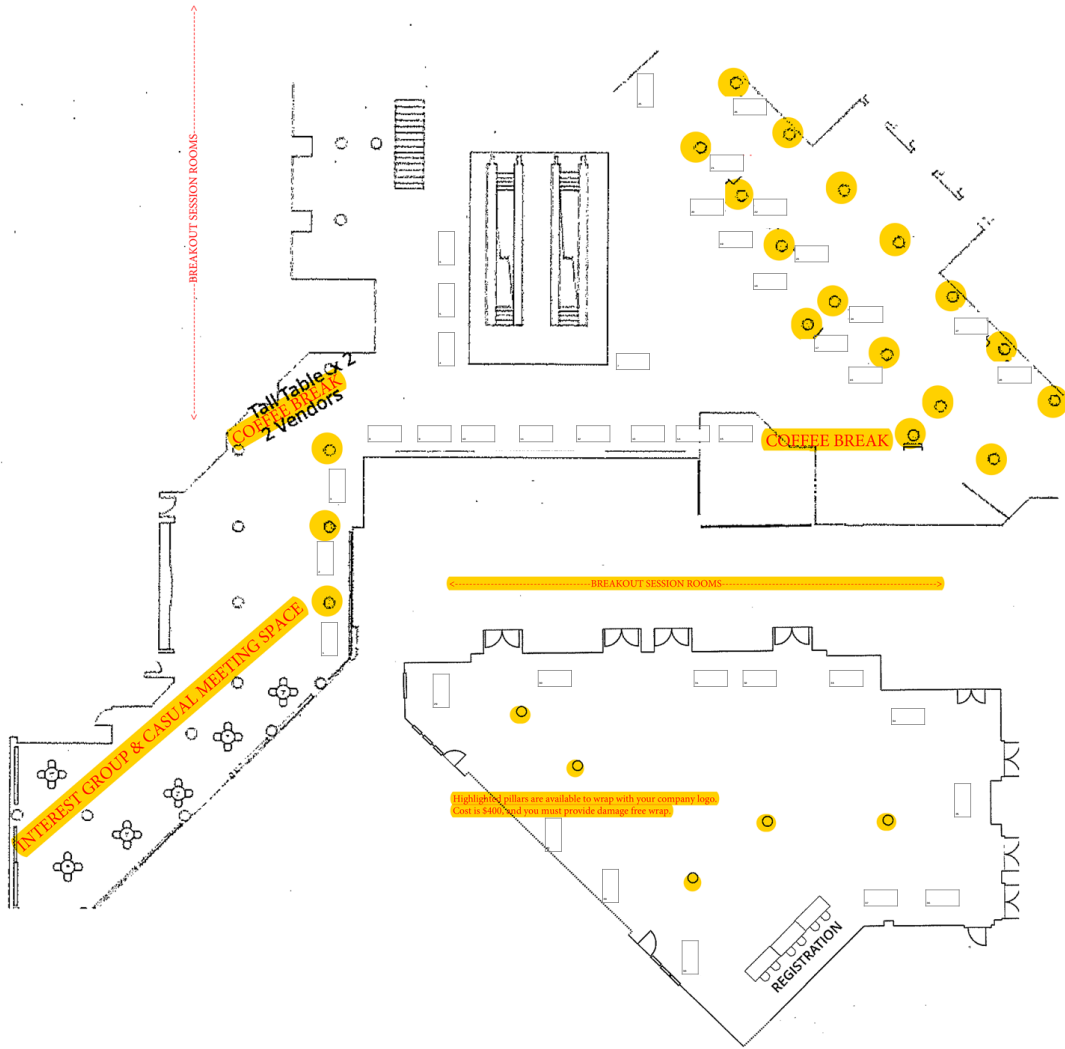 <----------BREAKOUT SESSION ROOMS---------->
Tall Table x 2
COFFEE BREAK
2 Vendors
COFFEE BREAK
<----------BREAKOUT SESSION ROOMS---------->
INTEREST GROUP & CASUAL MEETING SPACE
Highlighted pillars are available to wrap with your company logo.
Cost is $400, and you must provide damage free wrap.
REGISTRATION